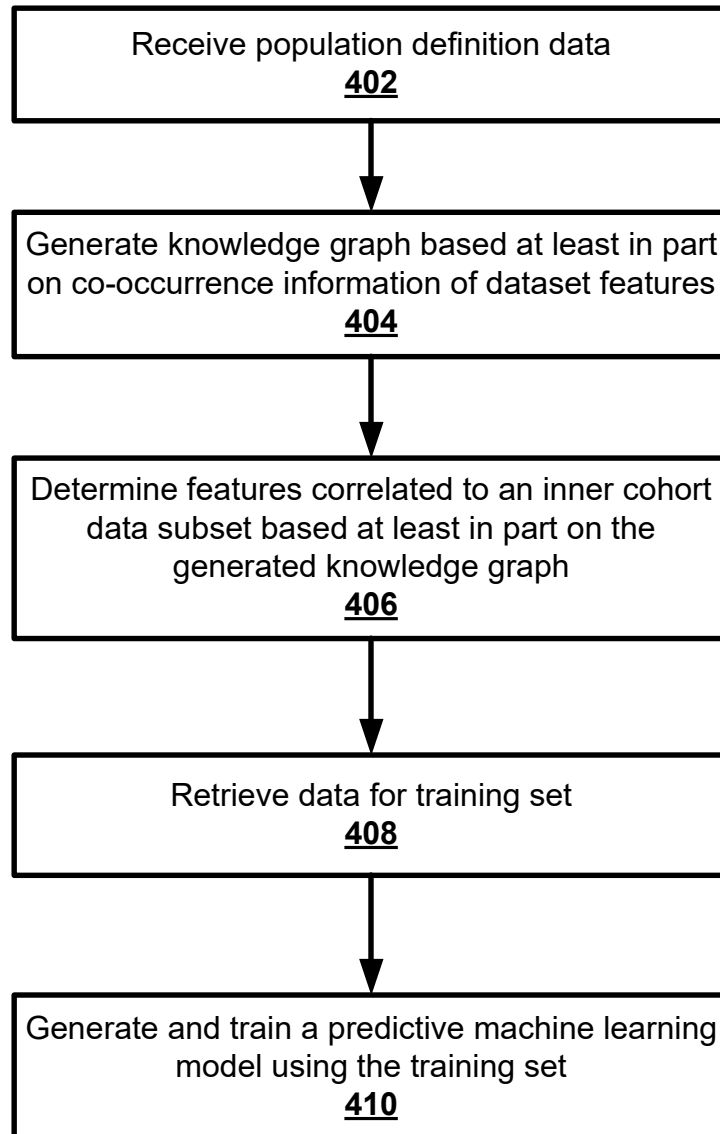 Receive population definition data
402
Generate knowledge graph based at least in part
on co-occurrence information of dataset features
404
Determine features correlated to an inner cohort
data subset based at least in part on the
generated knowledge graph
406
Retrieve data for training set
408
Generate and train a predictive machine learning
model using the training set
410